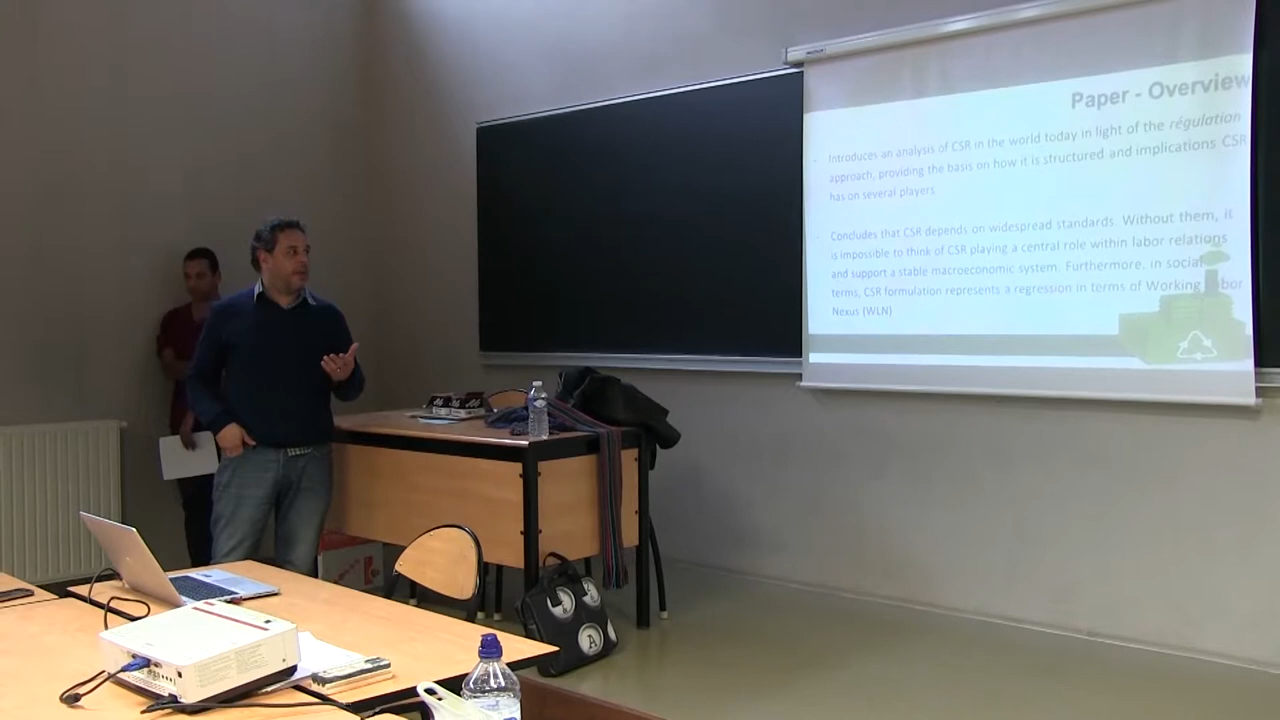 Paper - Overview
- Introduces an analysis of CSR in the world today in light of the régulation
approach, providing the basis on how it is structured and implications CSR
has on several players
- Concludes that CSR depends on widespread standards. Without them, it
is impossible to think of CSR playing a central role within labor relations
and support a stable macroeconomic system. Furthermore, in social
terms, CSR formulation represents a regression in terms of Working Labor
Nexus (WLN)
A